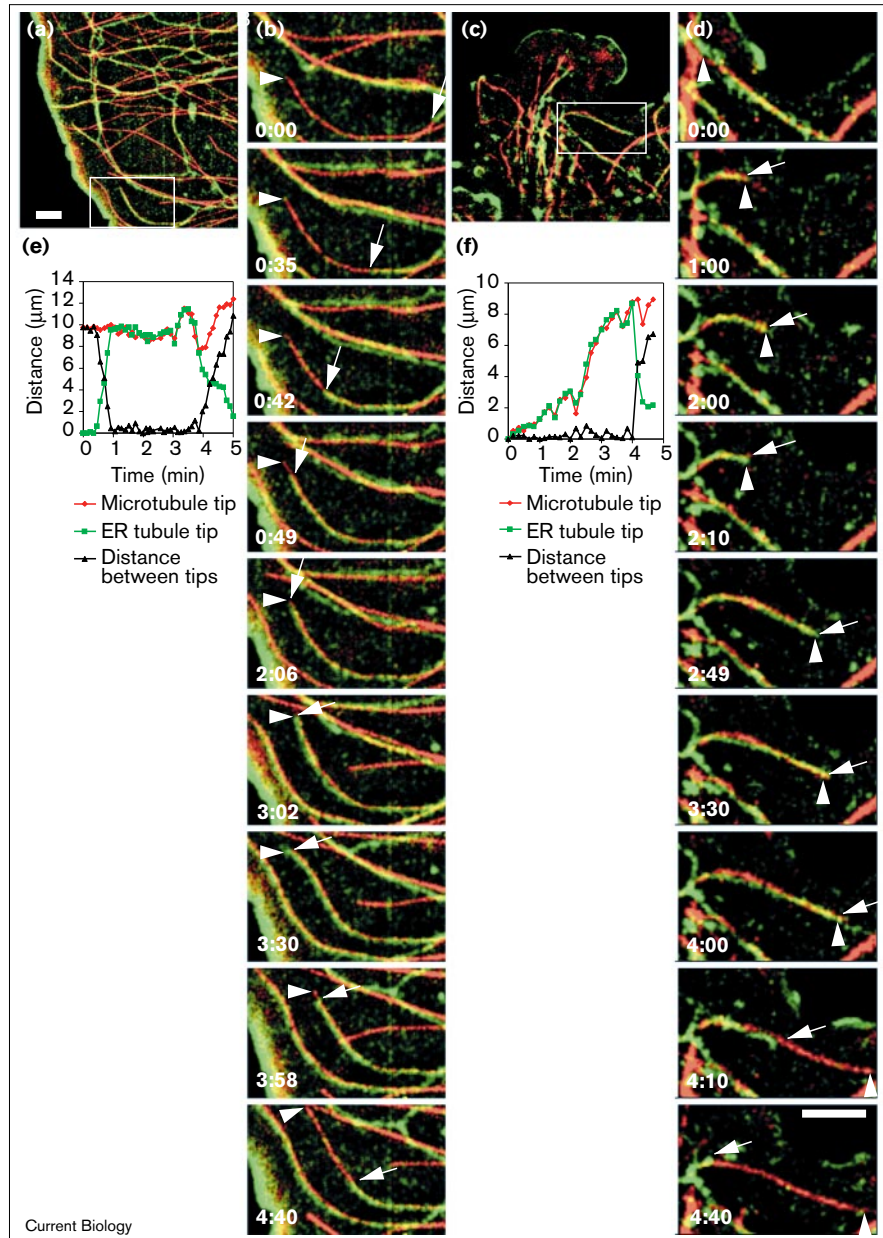 (a)
(b)
0:00
0:35
0:42
0:49
2:06
3:02
3:30
3:58
4:40
(c)
(d)
0:00
1:00
2:00
2:10
2:49
3:30
4:00
4:10
4:40
(e)
14
12
10
8
6
4
2
0
Distance (μm)
0 1 2 3 4 5
Time (min)
Microtubule tip
ER tubule tip
Distance
between tips
(f)
10
8
6
4
2
0
Distance (μm)
0 1 2 3 4 5
Time (min)
Microtubule tip
ER tubule tip
Distance
between tips
Current Biology